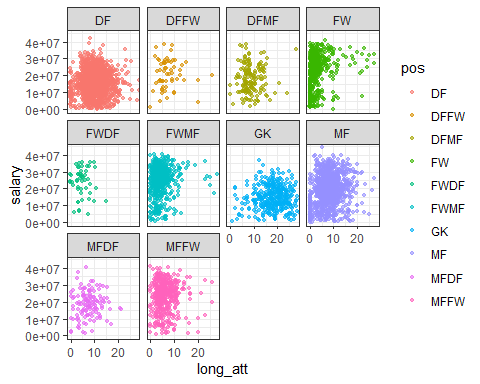 DF DFFW DFMF FW
4e+07
3e+07
2e+07
1e+07
0e+00
FWDF FWMF GK MF
4e+07
3e+07
2e+07
1e+07
0e+00
0 10 20 0 10 20
MFDF MFFW
4e+07
3e+07
2e+07
1e+07
0e+00
0 10 20 0 10 20
long_att
salary
pos
DF
DFFW
DFMF
FW
FWDF
FWMF
GK
MF
MFDF
MFFW